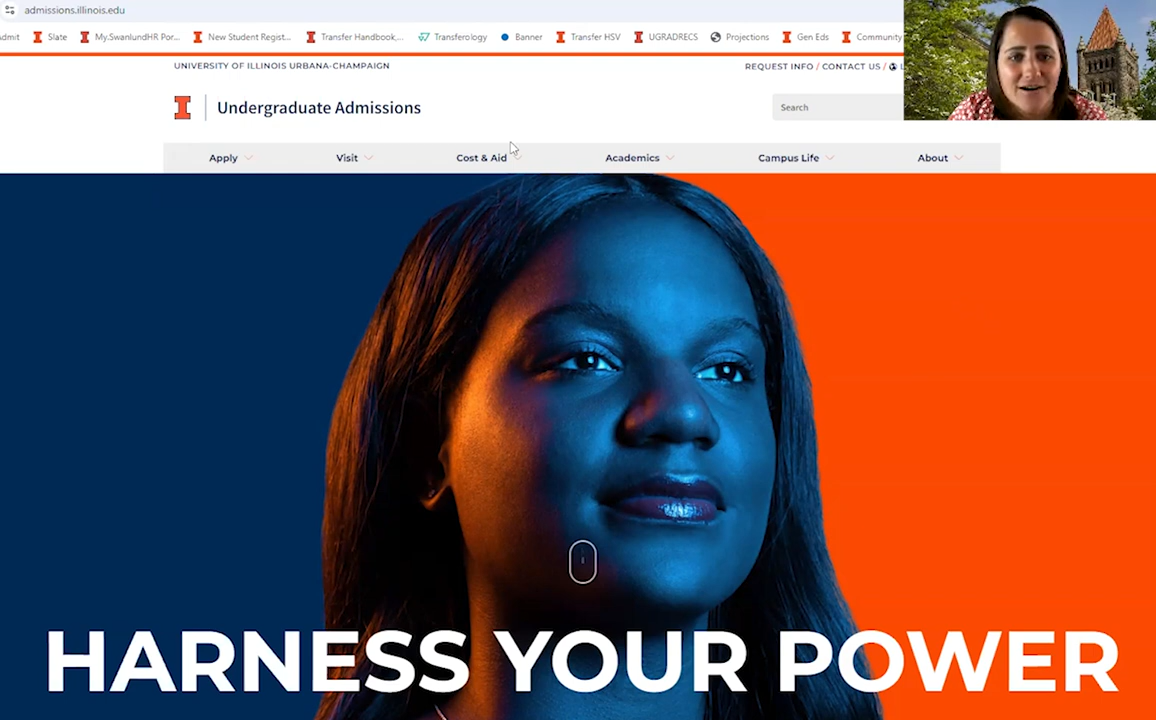 admissions.illinois.edu
Admit Slate My.SwanlundHR Por... New Student Regist... Transfer Handbook,... Transferology Banner Transfer HSV UGRADRECS Projections Gen Eds Community
UNIVERSITY OF ILLINOIS URBANA-CHAMPAIGN REQUEST INFO / CONTACT US /
I Undergraduate Admissions Search
Apply Visit Cost & Aid Academics Campus Life About
HARNESS YOUR POWER